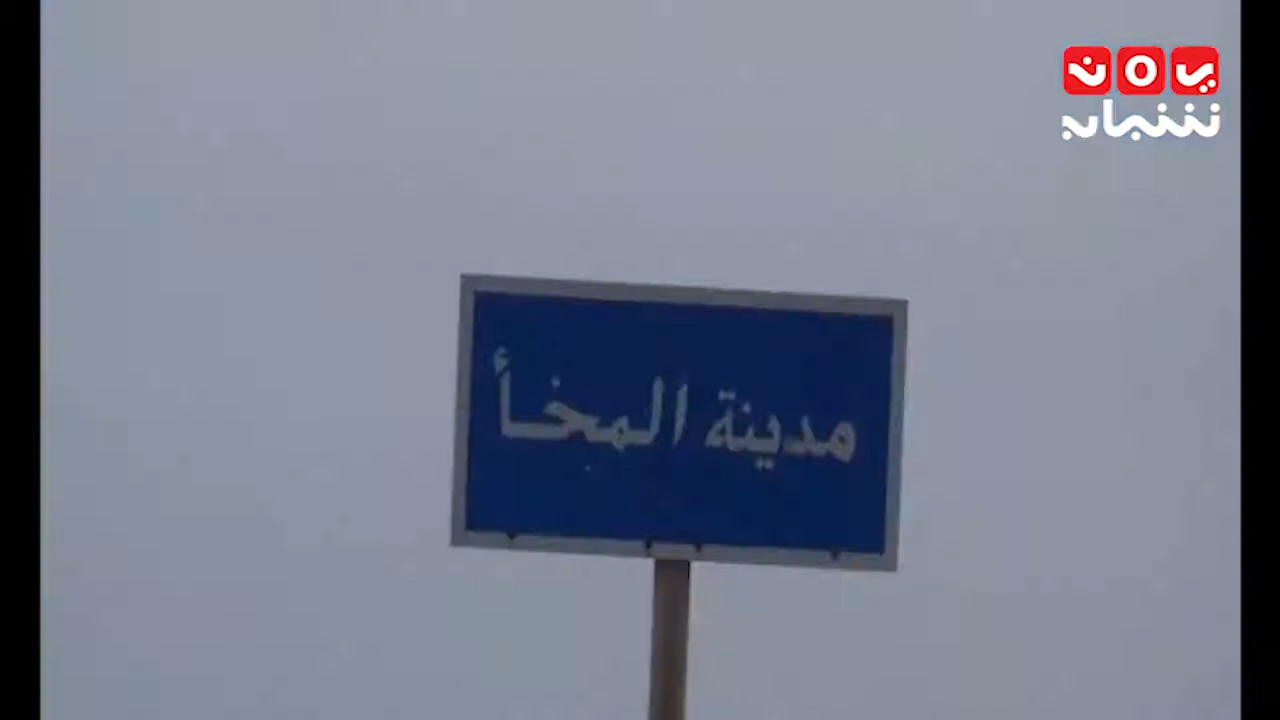 يمن
شباب
مدينة المخأ